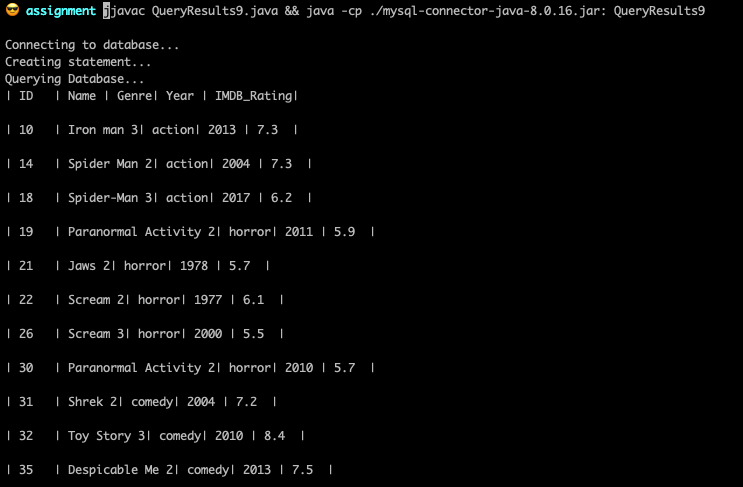 😎 assignment jjavac QueryResults9.java && java -cp ./mysql-connector-java-8.0.16.jar: QueryResults9
Connecting to database...
Creating statement...
Querying Database...
| ID   | Name | Genre| Year | IMDB_Rating|
| 10   | Iron man 3| action| 2013 | 7.3  |
| 14   | Spider Man 2| action| 2004 | 7.3  |
| 18   | Spider-Man 3| action| 2017 | 6.2  |
| 19   | Paranormal Activity 2| horror| 2011 | 5.9  |
| 21   | Jaws 2| horror| 1978 | 5.7  |
| 22   | Scream 2| horror| 1977 | 6.1  |
| 26   | Scream 3| horror| 2000 | 5.5  |
| 30   | Paranormal Activity 2| horror| 2010 | 5.7  |
| 31   | Shrek 2| comedy| 2004 | 7.2  |
| 32   | Toy Story 3| comedy| 2010 | 8.4  |
| 35   | Despicable Me 2| comedy| 2013 | 7.5  |